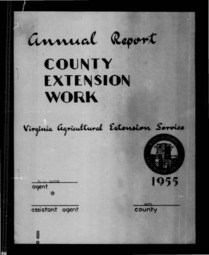 Annual Report
COUNTY
EXTENSION
WORK
Virginia Agricultural Extension Service
1955
agent
assistant agent
county